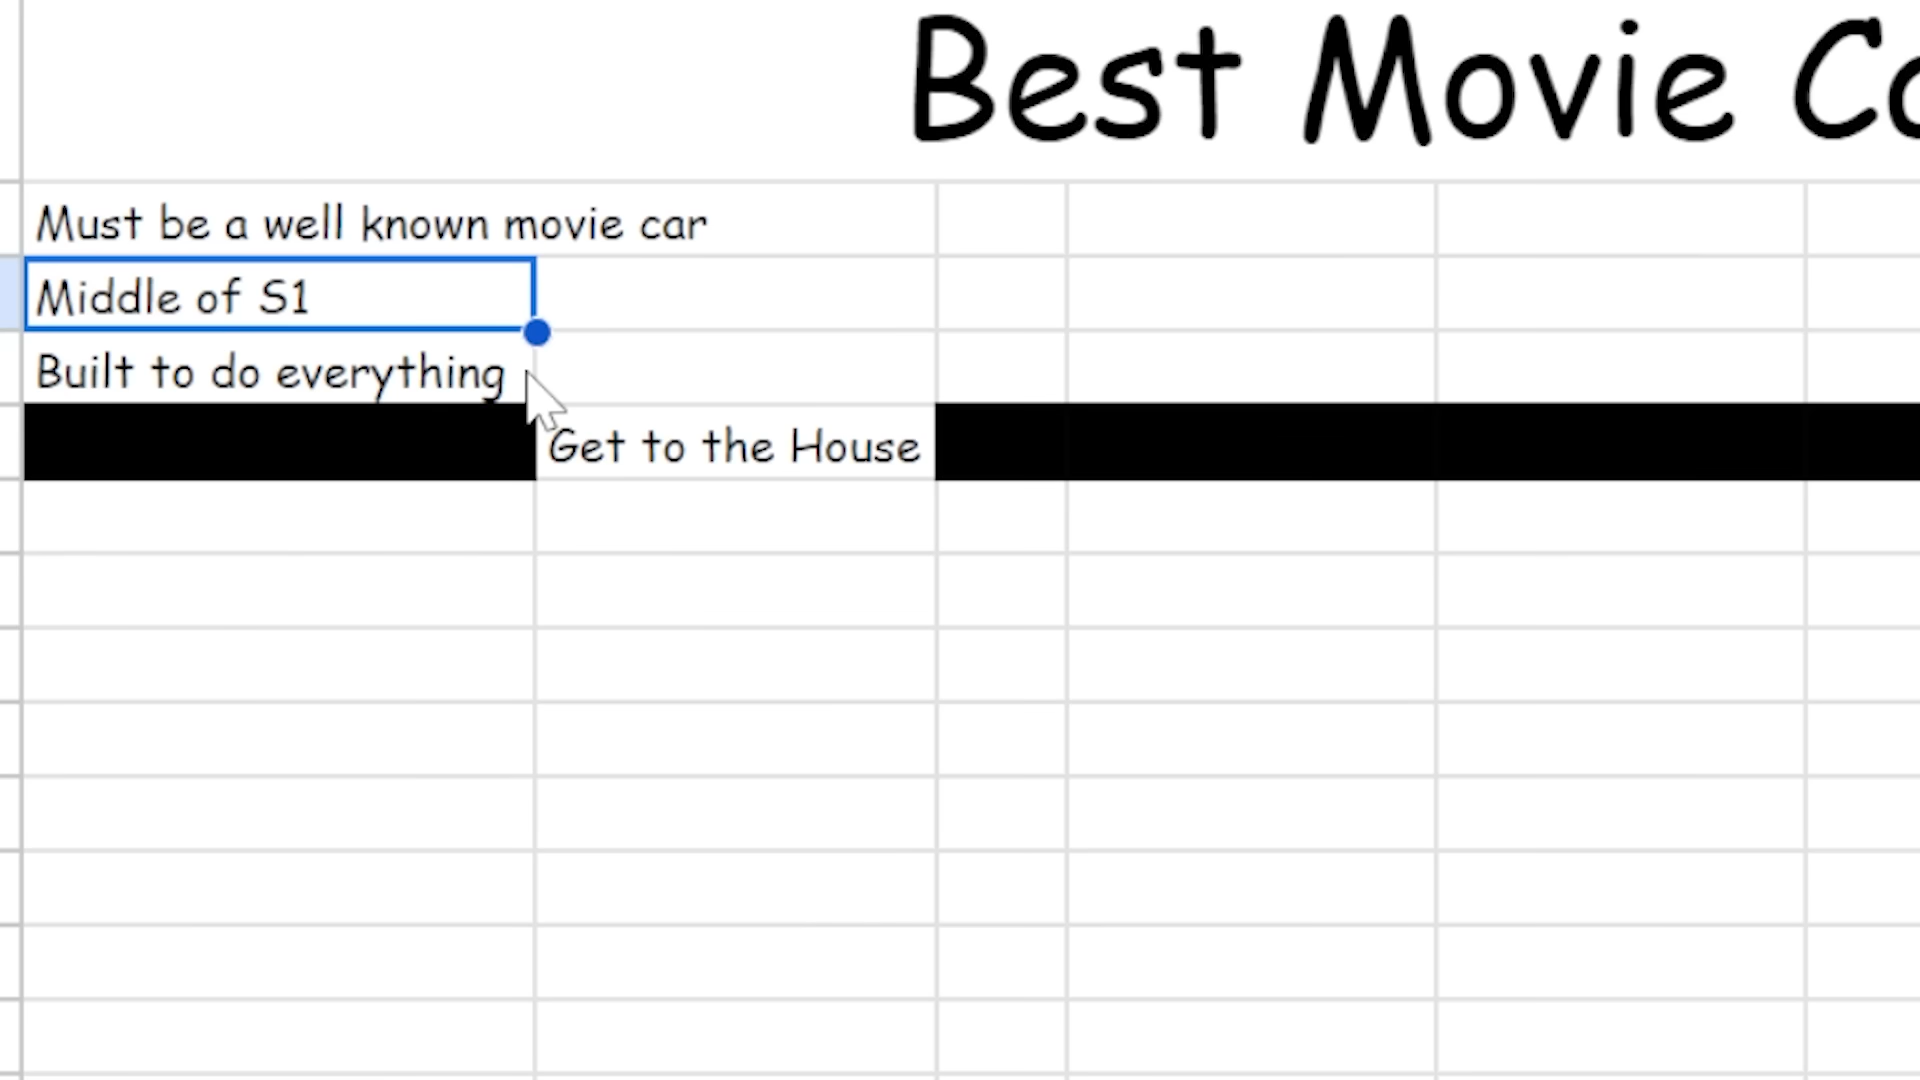 Best Movie C
Must be a well known movie car
Middle of S1
Built to do everything
Get to the House